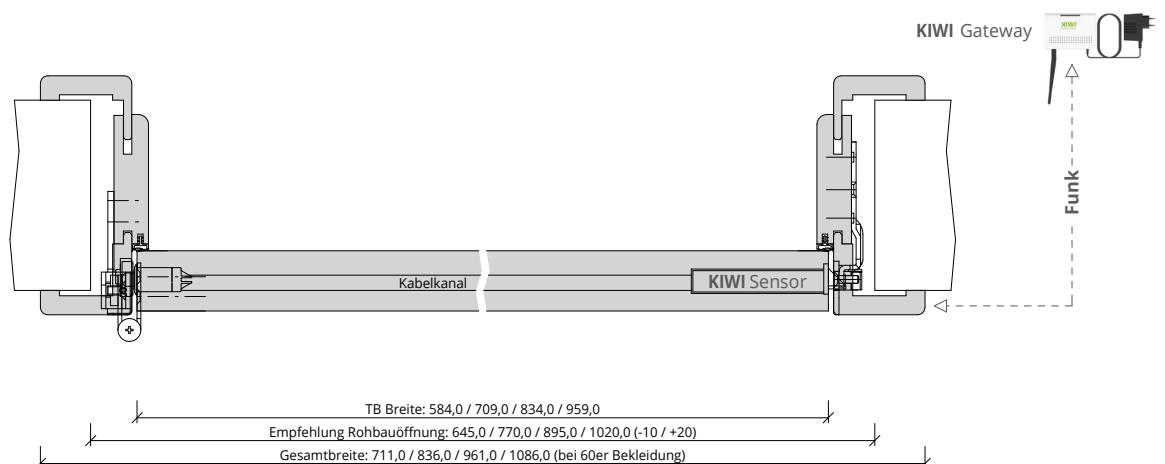 KIWI Gateway
KIWI
Funk
Kabelkanal
KIWI Sensor
TB Breite: 584,0 / 709,0 / 834,0 / 959,0
Empfehlung Rohbauöffnung: 645,0 / 770,0 / 895,0 / 1020,0 (-10 / +20)
Gesamtbreite: 711,0 / 836,0 / 961,0 / 1086,0 (bei 60er Bekleidung)